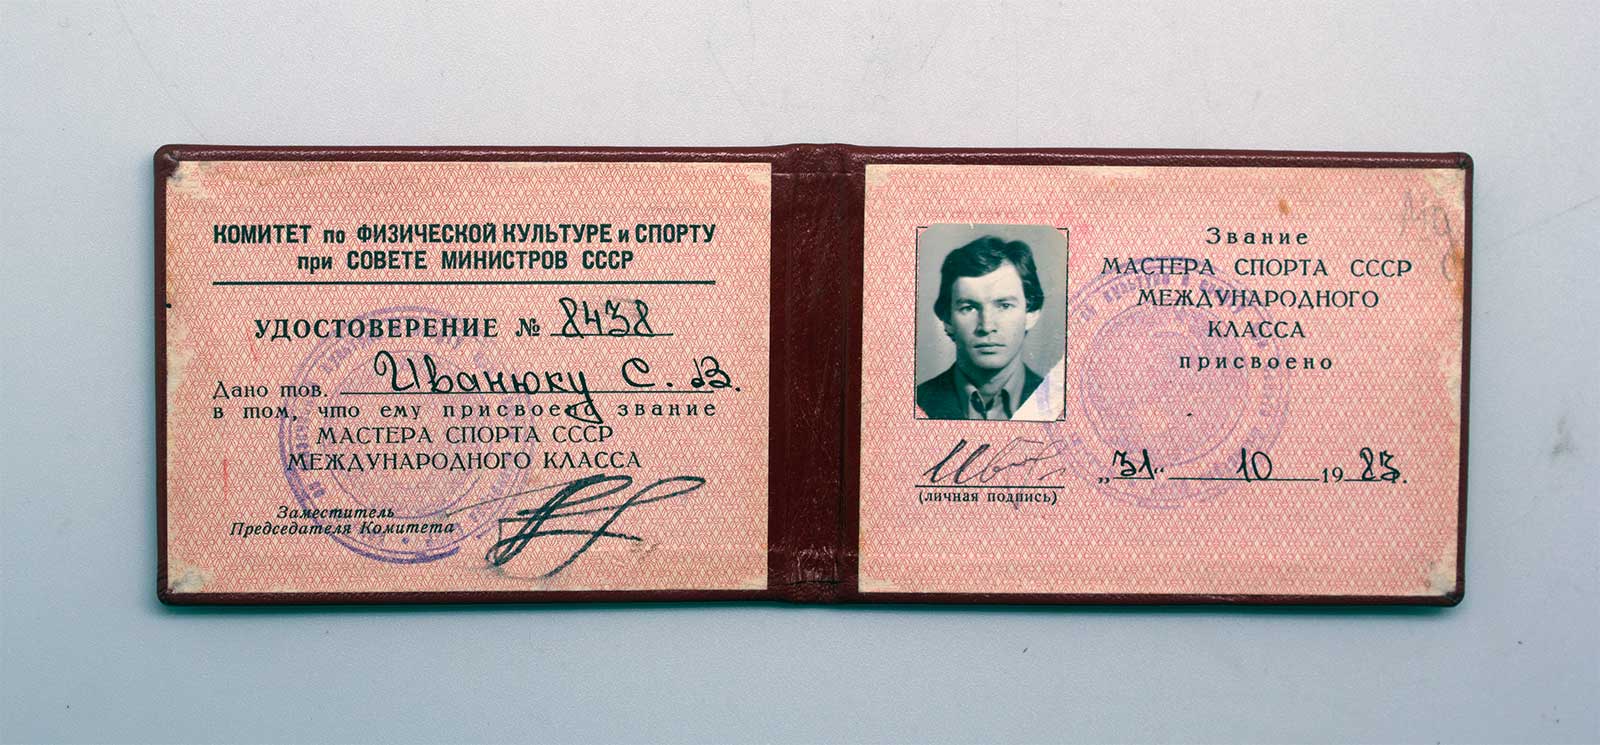 КОМИТЕТ по ФИЗИЧЕСКОЙ КУЛЬТУРЕ и СПОРТУ
при СОВЕТЕ МИНИСТРОВ СССР
УДОСТОВЕРЕНИЕ № 8438
Дано тов. Иванюку С. В.
в том, что ему присвоено звание
МАСТЕРА СПОРТА СССР
МЕЖДУНАРОДНОГО КЛАССА
Заместитель
Председателя Комитета
Звание
МАСТЕРА СПОРТА СССР
МЕЖДУНАРОДНОГО
КЛАССА
присвоено
(личная подпись)
„31“ 10 1983.